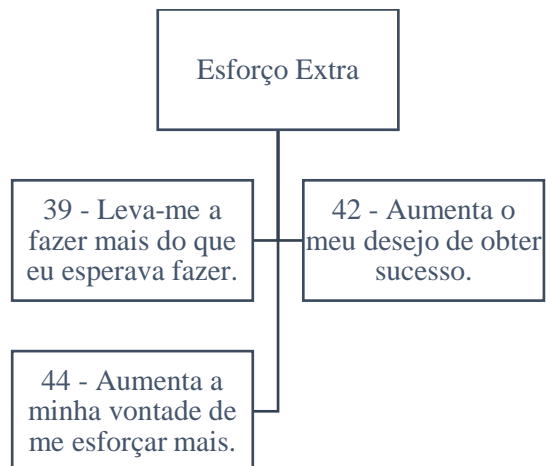 Esforço Extra
39 - Leva-me a
fazer mais do que
eu esperava fazer.
42 - Aumenta o
meu desejo de obter
sucesso.
44 - Aumenta a
minha vontade de
me esforçar mais.